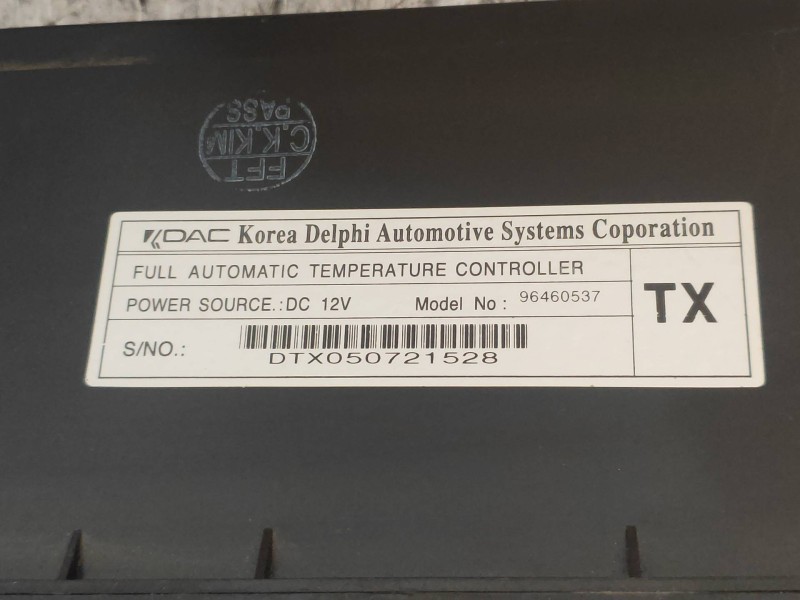 PASS
C.K.KIM
FFT
KDAC Korea Delphi Automotive Systems Coporation
FULL AUTOMATIC TEMPERATURE CONTROLLER
POWER SOURCE.:DC 12V Model No : 96460537
TX
S/NO.:
DTX050721528